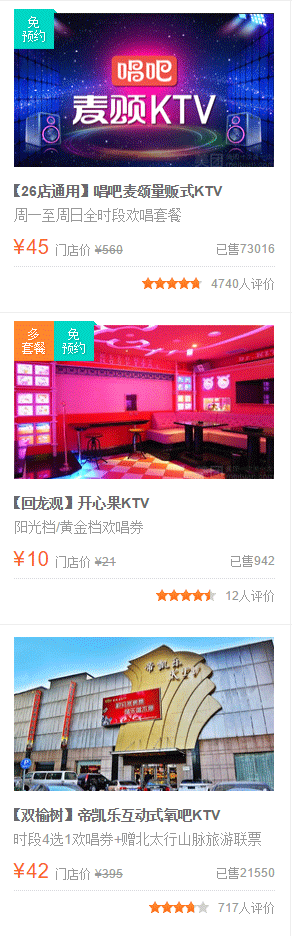 免
预约
唱吧
麦颂KTV
【26店通用】唱吧麦颂量贩式KTV
周一至周日全时段欢唱套餐
¥45 门店价 ¥560 已售73016
4740人评价
多
套餐
免
预约
【回龙观】开心果KTV
阳光档/黄金档欢唱券
¥10 门店价 ¥21 已售942
12人评价
帝凯乐
【双榆树】帝凯乐互动式氧吧KTV
时段4选1欢唱券+赠北太行山脉旅游联票
¥42 门店价 ¥395 已售21550
717人评价